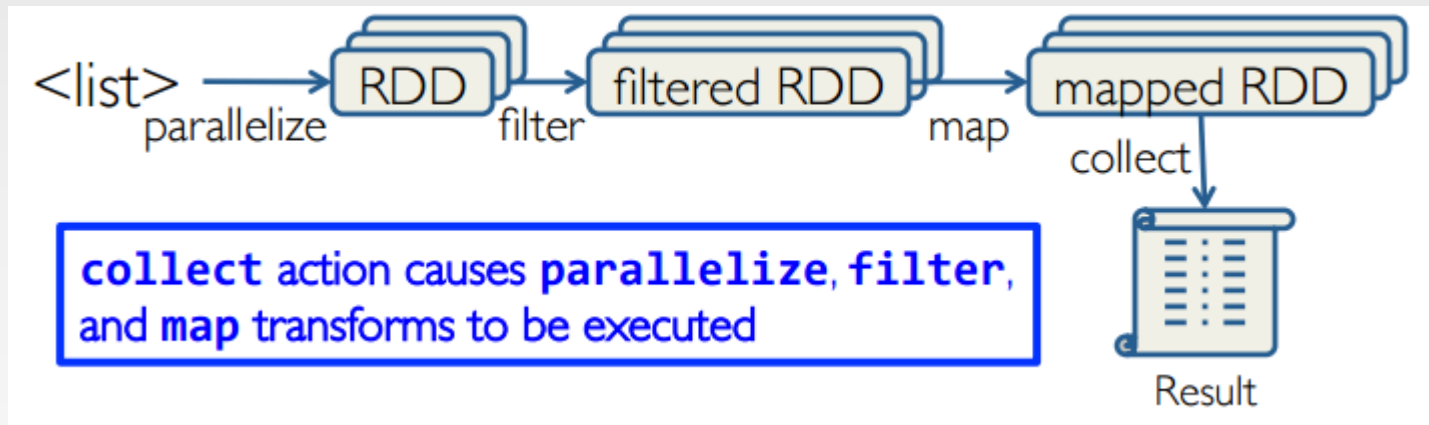 <list>
parallelize
RDD
filter
filtered RDD
map
mapped RDD
collect
collect action causes parallelize, filter,
and map transforms to be executed
Result